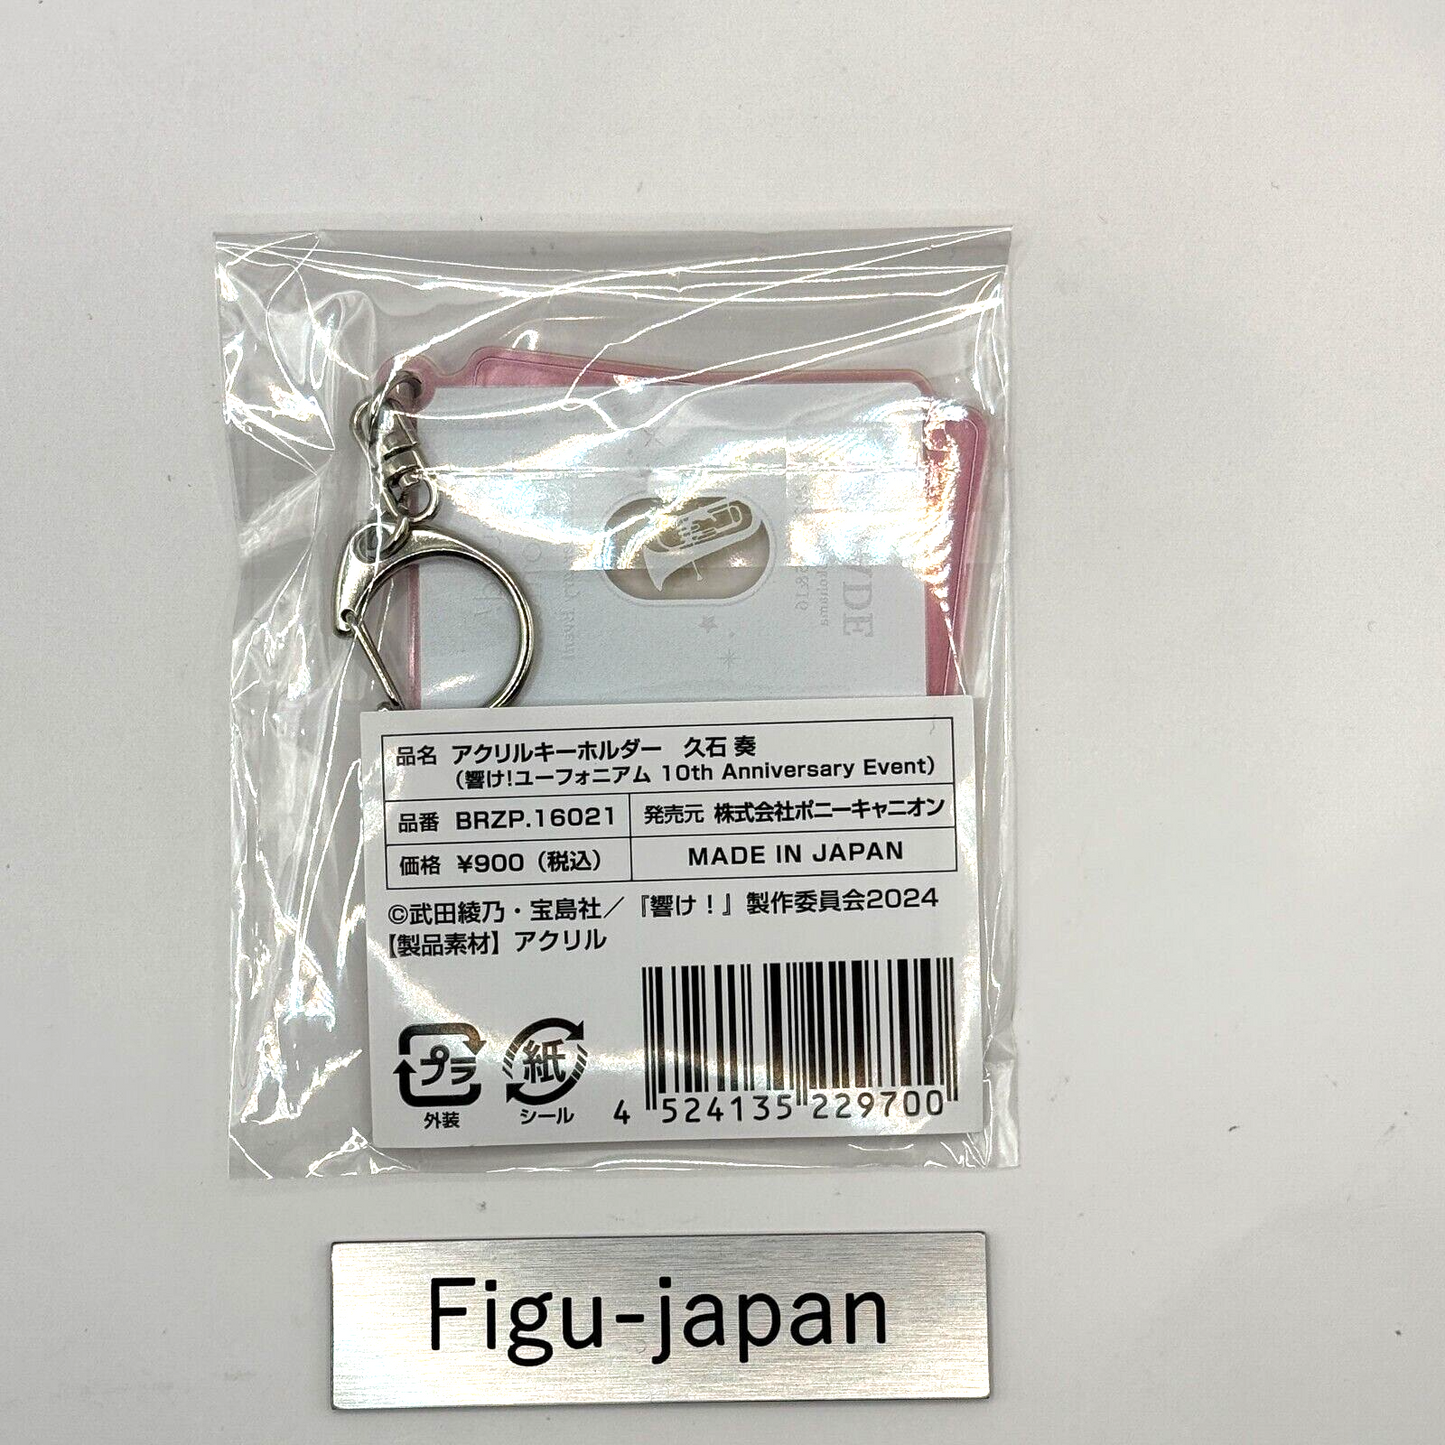 品名 アクリルキーホルダー 久石 奏
(響け!ユーフォニアム 10th Anniversary Event)
品番 BRZP.16021 発売元 株式会社ポニーキャニオン
価格 ¥900(税込) MADE IN JAPAN
©武田綾乃・宝島社/『響け!』製作委員会2024
【製品素材】アクリル
プラ 紙
外装 シール
4 524135 229700
Figu-japan